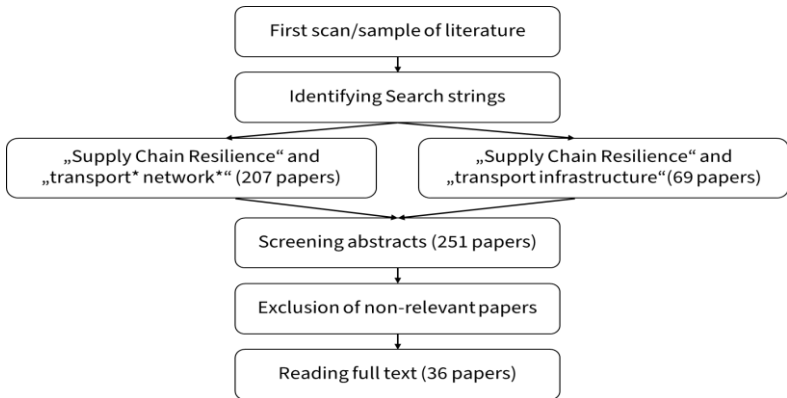 First scan/sample of literature
Identifying Search strings
„Supply Chain Resilience“ and
„transport* network*“ (207 papers)
„Supply Chain Resilience“ and
„transport infrastructure“(69 papers)
Screening abstracts (251 papers)
Exclusion of non-relevant papers
Reading full text (36 papers)